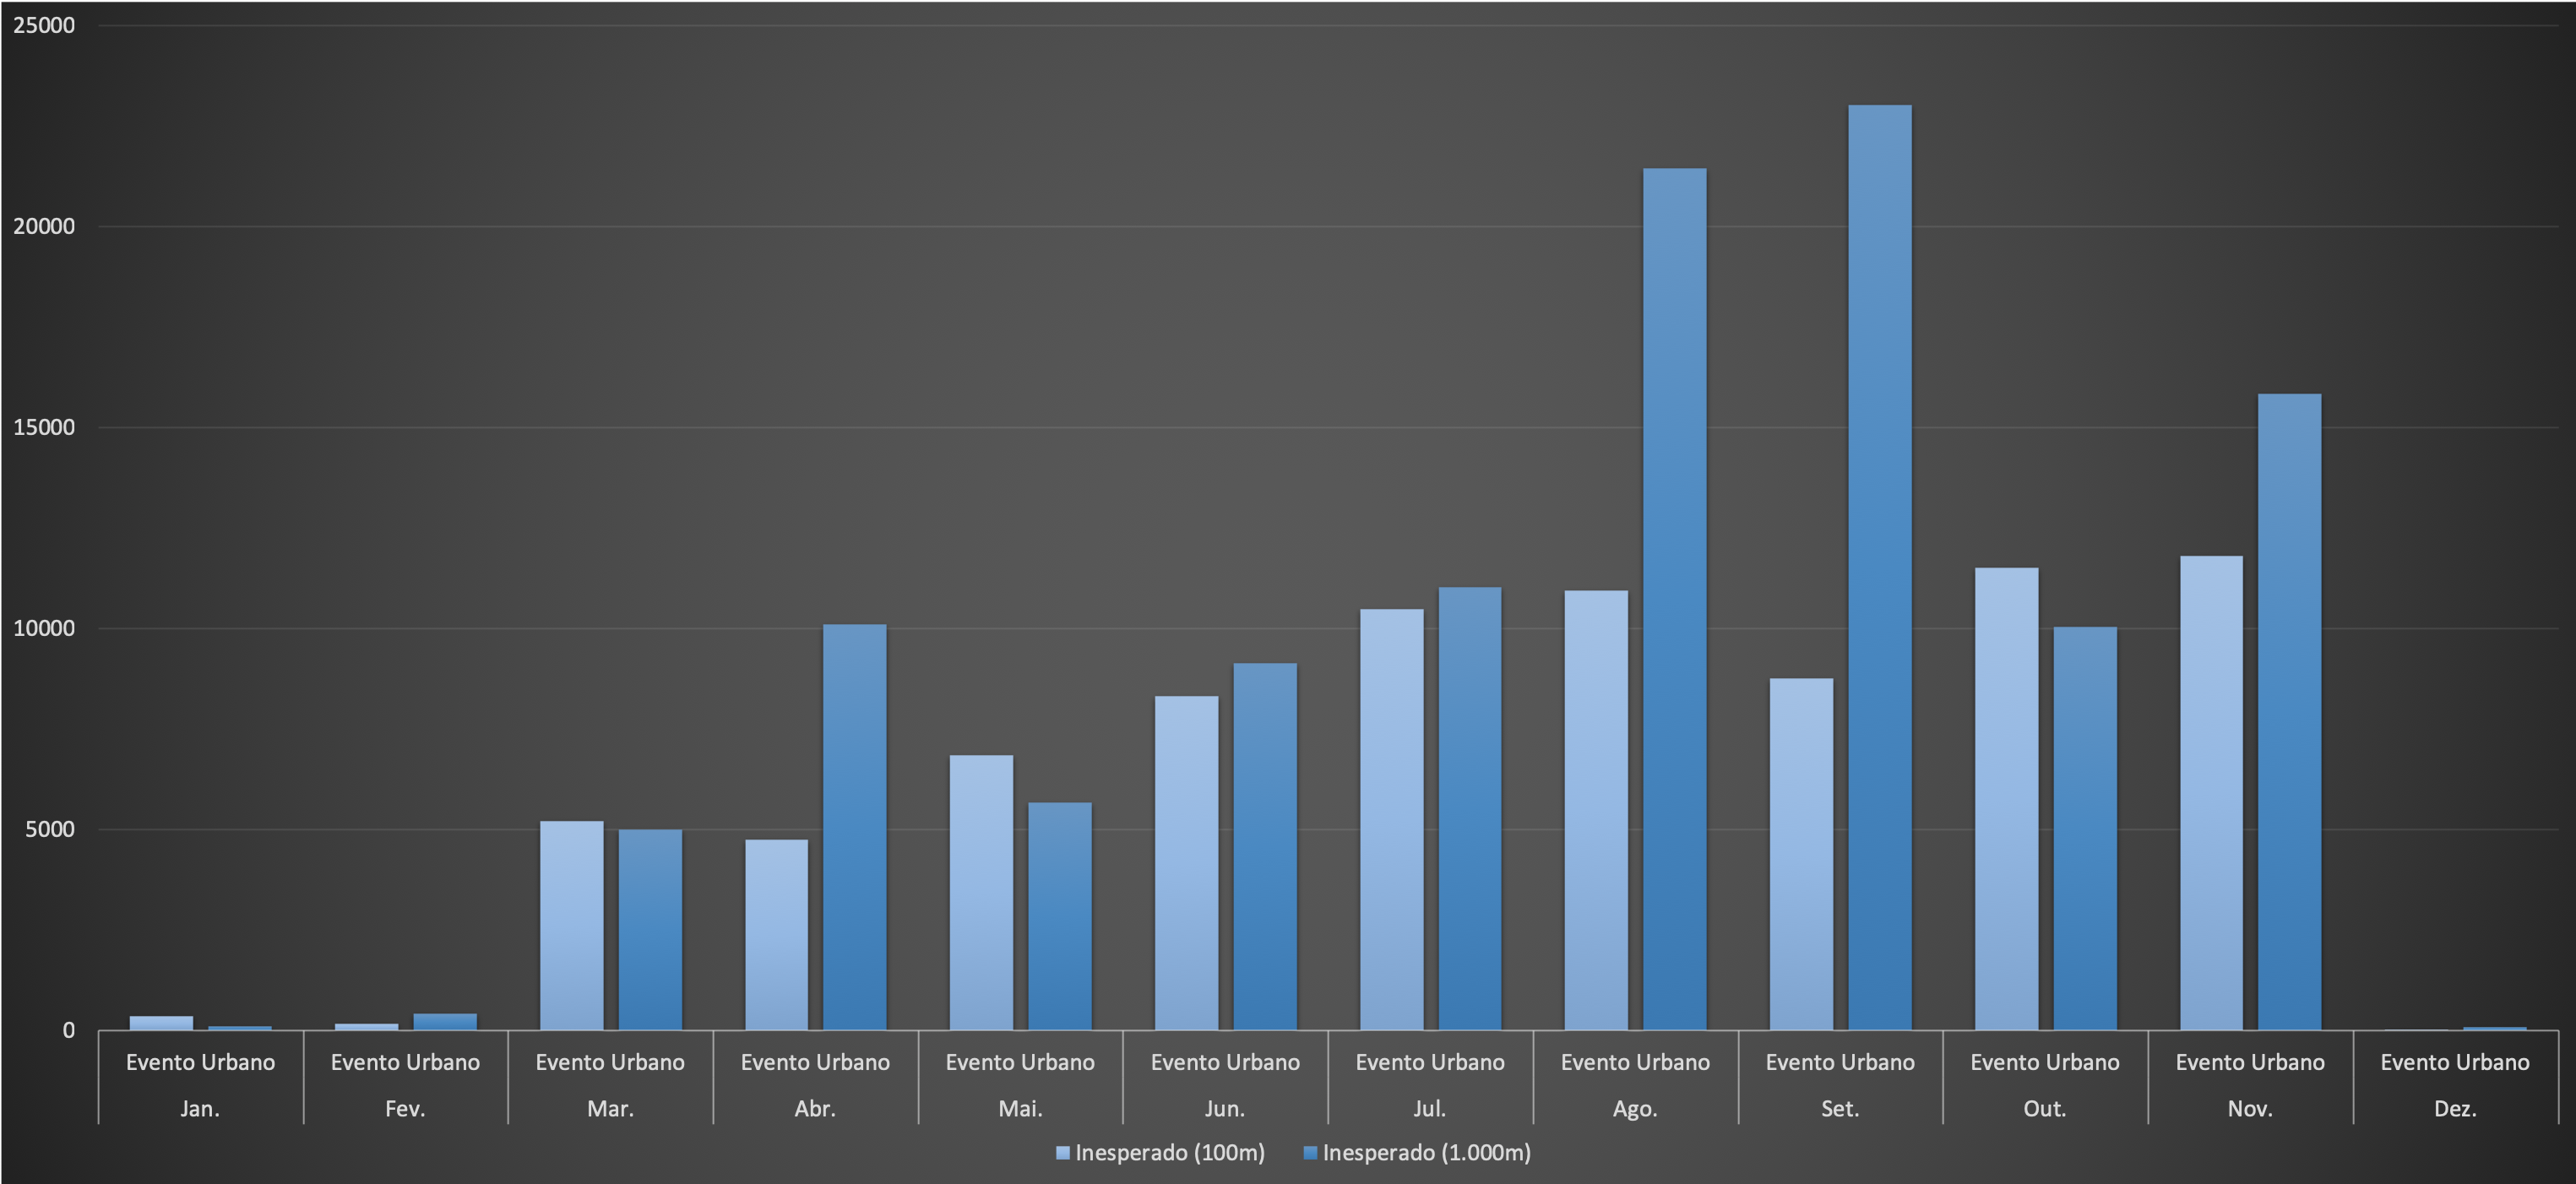 25000
20000
15000
10000
5000
0
Evento Urbano Evento Urbano Evento Urbano Evento Urbano Evento Urbano Evento Urbano Evento Urbano Evento Urbano Evento Urbano Evento Urbano Evento Urbano Evento Urbano
Jan. Fev. Mar. Abr. Mai. Jun. Jul. Ago. Set. Out. Nov. Dez.
Inesperado (100m) Inesperado (1.000m)